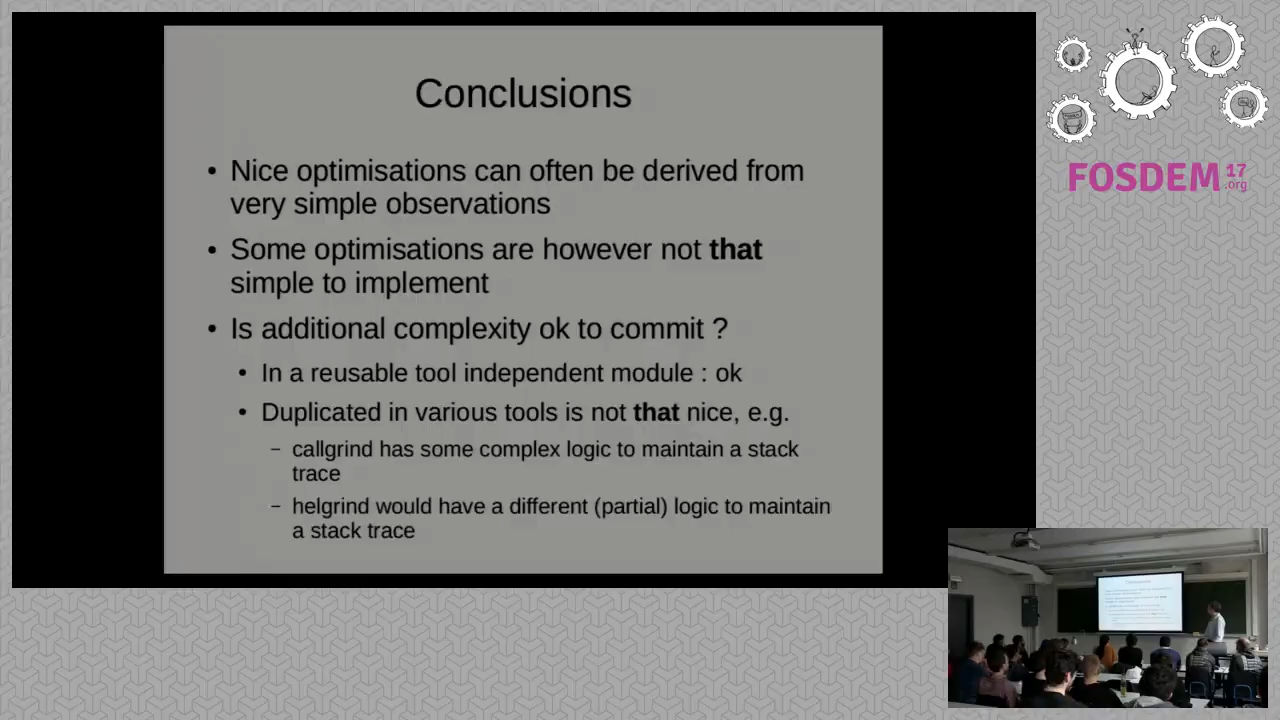 Conclusions
• Nice optimisations can often be derived from
very simple observations
• Some optimisations are however not that
simple to implement
• Is additional complexity ok to commit ?
• In a reusable tool independent module : ok
• Duplicated in various tools is not that nice, e.g.
– callgrind has some complex logic to maintain a stack
trace
– helgrind would have a different (partial) logic to maintain
a stack trace
FOSDEM 17
.org